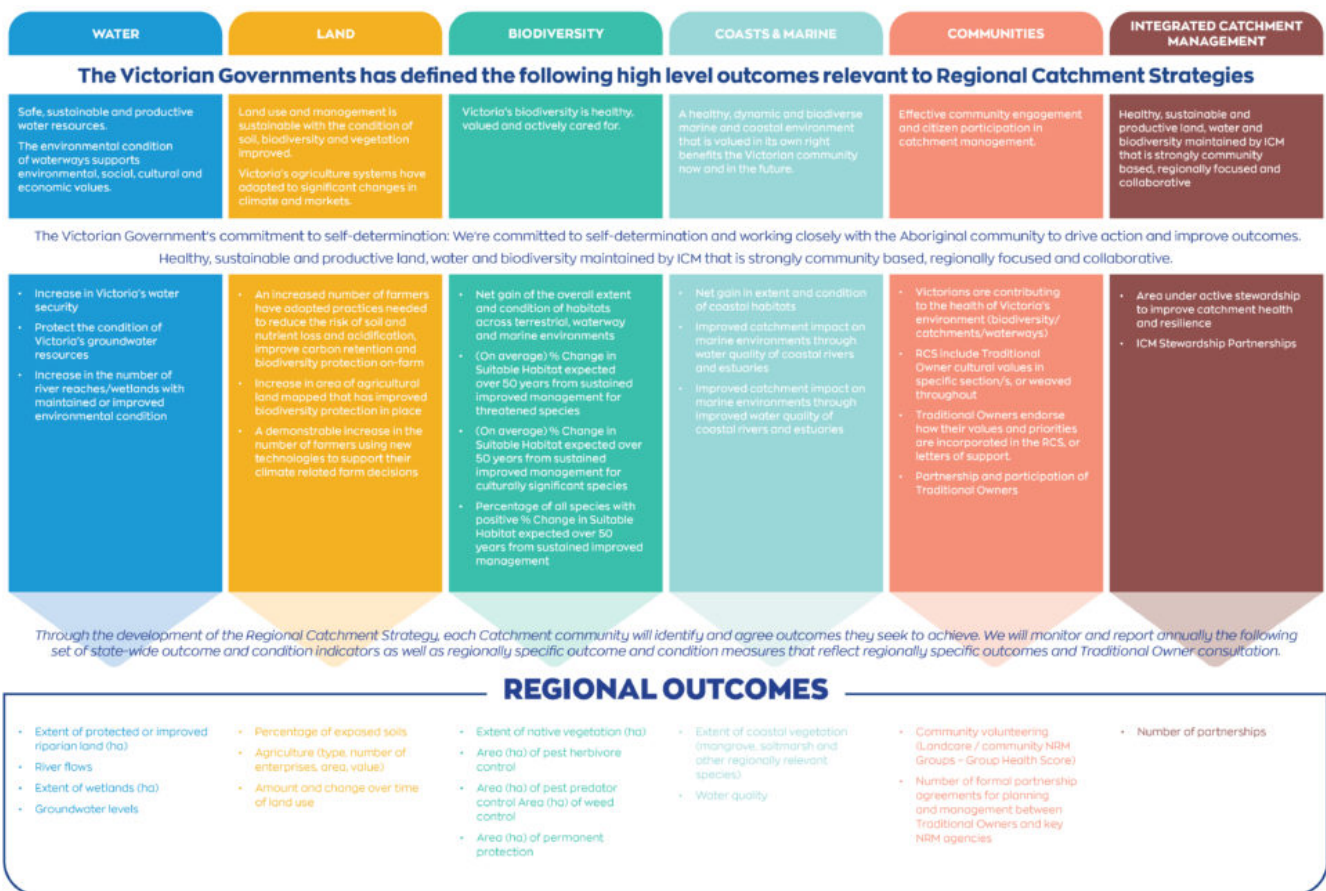 WATER
LAND
BIODIVERSITY
COASTS & MARINE
COMMUNITIES
INTEGRATED CATCHMENT
MANAGEMENT
The Victorian Governments has defined the following high level outcomes relevant to Regional Catchment Strategies
Safe, sustainable and productive
water resources.
The environmental condition
of waterways supports
environmental, social, cultural and
economic values.
Land use and management is
sustainable with the condition of
soil, biodiversity and vegetation
improved.
Victoria's agriculture systems have
adapted to significant changes in
climate and markets.
Victoria's biodiversity is healthy,
valued and actively cared for.
A healthy, dynamic and biodiverse
marine and coastal environment
that is valued in its own right
benefits the Victorian community
now and in the future.
Effective community engagement
and citizen participation in
catchment management.
Healthy, sustainable and
productive land, water and
biodiversity maintained by ICM
that is strongly community
based, regionally focused and
collaborative
The Victorian Government's commitment to self-determination: We're committed to self-determination and working closely with the Aboriginal community to drive action and improve outcomes.
Healthy, sustainable and productive land, water and biodiversity maintained by ICM that is strongly community based, regionally focused and collaborative.
• Increase in Victoria's water
security
• Protect the condition of
Victoria's groundwater
resources
• Increase in the number of
river reaches/wetlands with
maintained or improved
environmental condition
• An increased number of farmers
have adopted practices needed
to reduce the risk of soil and
nutrient loss and acidification,
improve carbon retention and
biodiversity protection on-farm
• Increase in area of agricultural
land mapped that has improved
biodiversity protection in place
• A demonstrable increase in the
number of farmers using new
technologies to support their
climate related farm decisions
• Net gain of the overall extent
and condition of habitats
across terrestrial, waterway
and marine environments
• (On average) % Change in
Suitable Habitat expected
over 50 years from sustained
improved management for
threatened species
• (On average) % Change in
Suitable Habitat expected over
50 years from sustained
improved management for
culturally significant species
• Percentage of all species with
positive % Change in Suitable
Habitat expected over 50
years from sustained improved
management
• Net gain in extent and condition
of coastal habitats
• Improved catchment impact on
marine environments through
water quality of coastal rivers
and estuaries
• Improved catchment impact on
marine environments through
improved water quality of
coastal rivers and estuaries
• Victorians are contributing
to the health of Victoria's
environment (biodiversity/
catchments/waterways)
• RCS include Traditional
Owner cultural values in
specific section/s, or weaved
throughout
• Traditional Owners endorse
how their values and priorities
are incorporated in the RCS, or
letters of support.
• Partnership and participation of
Traditional Owners
• Area under active stewardship
to improve catchment health
and resilience
• ICM Stewardship Partnerships
Through the development of the Regional Catchment Strategy, each Catchment community will identify and agree outcomes they seek to achieve. We will monitor and report annually the following
set of state-wide outcome and condition indicators as well as regionally specific outcome and condition measures that reflect regionally specific outcomes and Traditional Owner consultation.
REGIONAL OUTCOMES
• Extent of protected or improved
riparian land (ha)
• River flows
• Extent of wetlands (ha)
• Groundwater levels
• Percentage of exposed soils
• Agriculture (type, number of
enterprises, area, value)
• Amount and change over time
of land use
• Extent of native vegetation (ha)
• Area (ha) of pest herbivore
control
• Area (ha) of pest predator
control Area (ha) of weed
control
• Area (ha) of permanent
protection
• Extent of coastal vegetation
(mangrove, saltmarsh and
other regionally relevant
species)
• Water quality
• Community volunteering
(Landcare / community NRM
Groups – Group Health Score)
• Number of formal partnership
agreements for planning
and management between
Traditional Owners and key
NRM agencies
• Number of partnerships